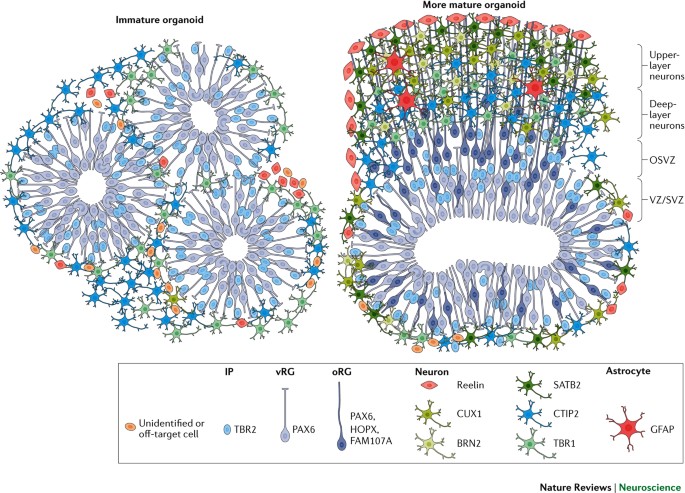 Immature organoid
More mature organoid
Upper-
layer
neurons
Deep-
layer
neurons
OSVZ
VZ/SVZ
IP
vRG
oRG
Neuron
Astrocyte
Unidentified or
off-target cell
TBR2
PAX6
PAX6,
HOPX,
FAM107A
Reelin
CUX1
BRN2
SATB2
CTIP2
TBR1
GFAP
Nature Reviews | Neuroscience